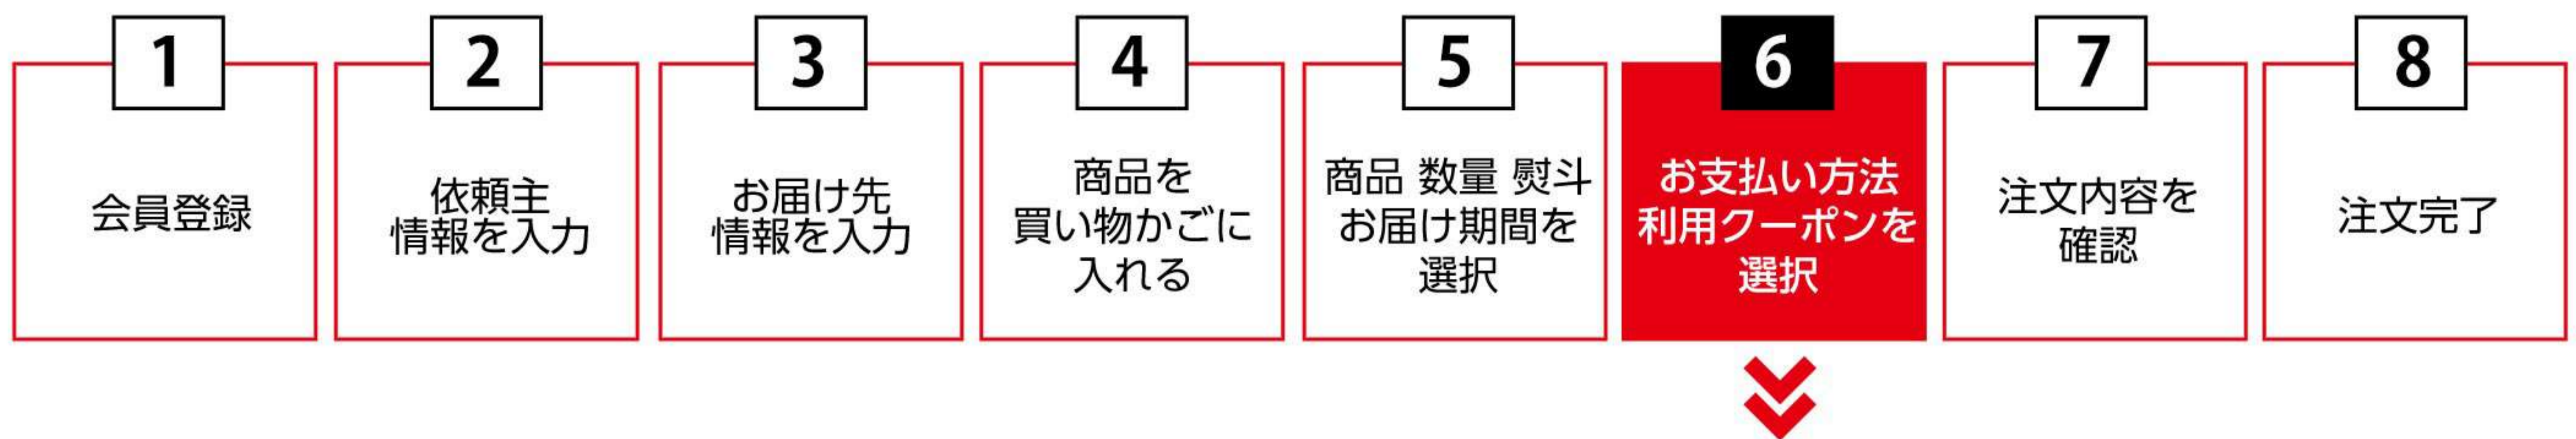 1
会員登録
2
依頼主
情報を入力
3
お届け先
情報を入力
4
商品を
買い物かごに
入れる
5
商品 数量 熨斗
お届け期間を
選択
6
お支払い方法
利用クーポンを
選択
7
注文内容を
確認
8
注文完了